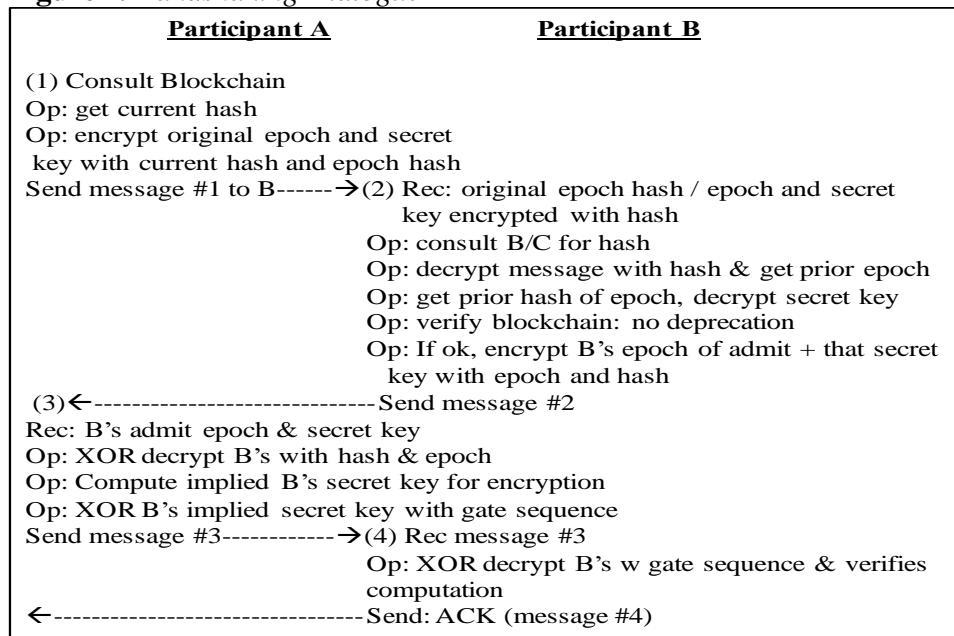 Participant A Participant B
(1) Consult Blockchain
Op: get current hash
Op: encrypt original epoch and secret
key with current hash and epoch hash
Send message #1 to B------→(2) Rec: original epoch hash / epoch and secret
key encrypted with hash
Op: consult B/C for hash
Op: decrypt message with hash & get prior epoch
Op: get prior hash of epoch, decrypt secret key
Op: verify blockchain: no deprecation
Op: If ok, encrypt B’s epoch of admit + that secret
key with epoch and hash
(3)←------------------------------Send message #2
Rec: B’s admit epoch & secret key
Op: XOR decrypt B’s with hash & epoch
Op: Compute implied B’s secret key for encryption
Op: XOR B’s implied secret key with gate sequence
Send message #3------------→(4) Rec message #3
Op: XOR decrypt B’s w gate sequence & verifies
computation
←---------------------------------Send: ACK (message #4)